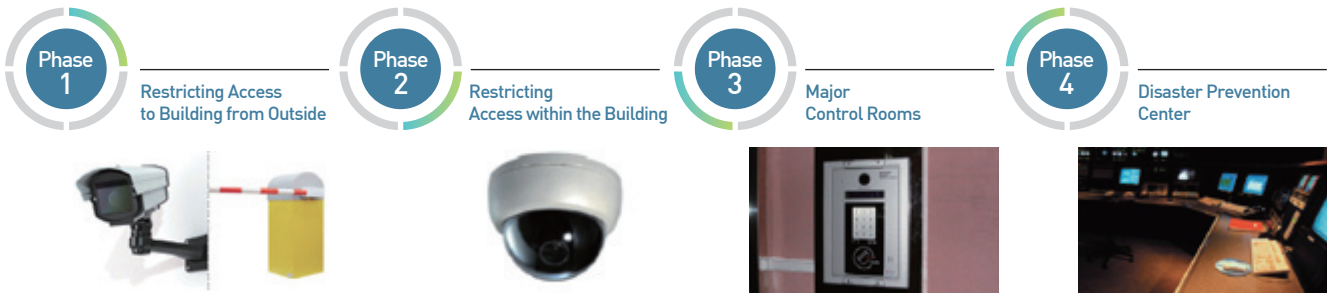 Phase
1
Restricting Access
to Building from Outside
Phase
2
Restricting
Access within the Building
Phase
3
Major
Control Rooms
Phase
4
Disaster Prevention
Center